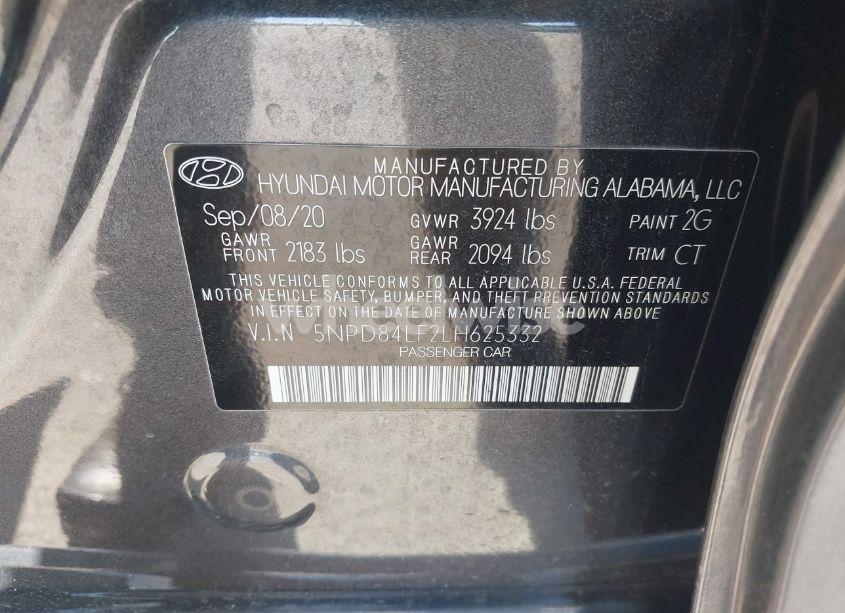 MANUFACTURED BY
HYUNDAI MOTOR MANUFACTURING ALABAMA, LLC
Sep/08/20 GVWR 3924 lbs PAINT 2G
GAWR FRONT 2183 lbs GAWR REAR 2094 lbs TRIM CT
THIS VEHICLE CONFORMS TO ALL APPLICABLE U.S.A. FEDERAL
MOTOR VEHICLE SAFETY, BUMPER, AND THEFT PREVENTION STANDARDS
IN EFFECT ON THE DATE OF MANUFACTURE SHOWN ABOVE.
V.I.N 5NPD84LF2LH625332
PASSENGER CAR